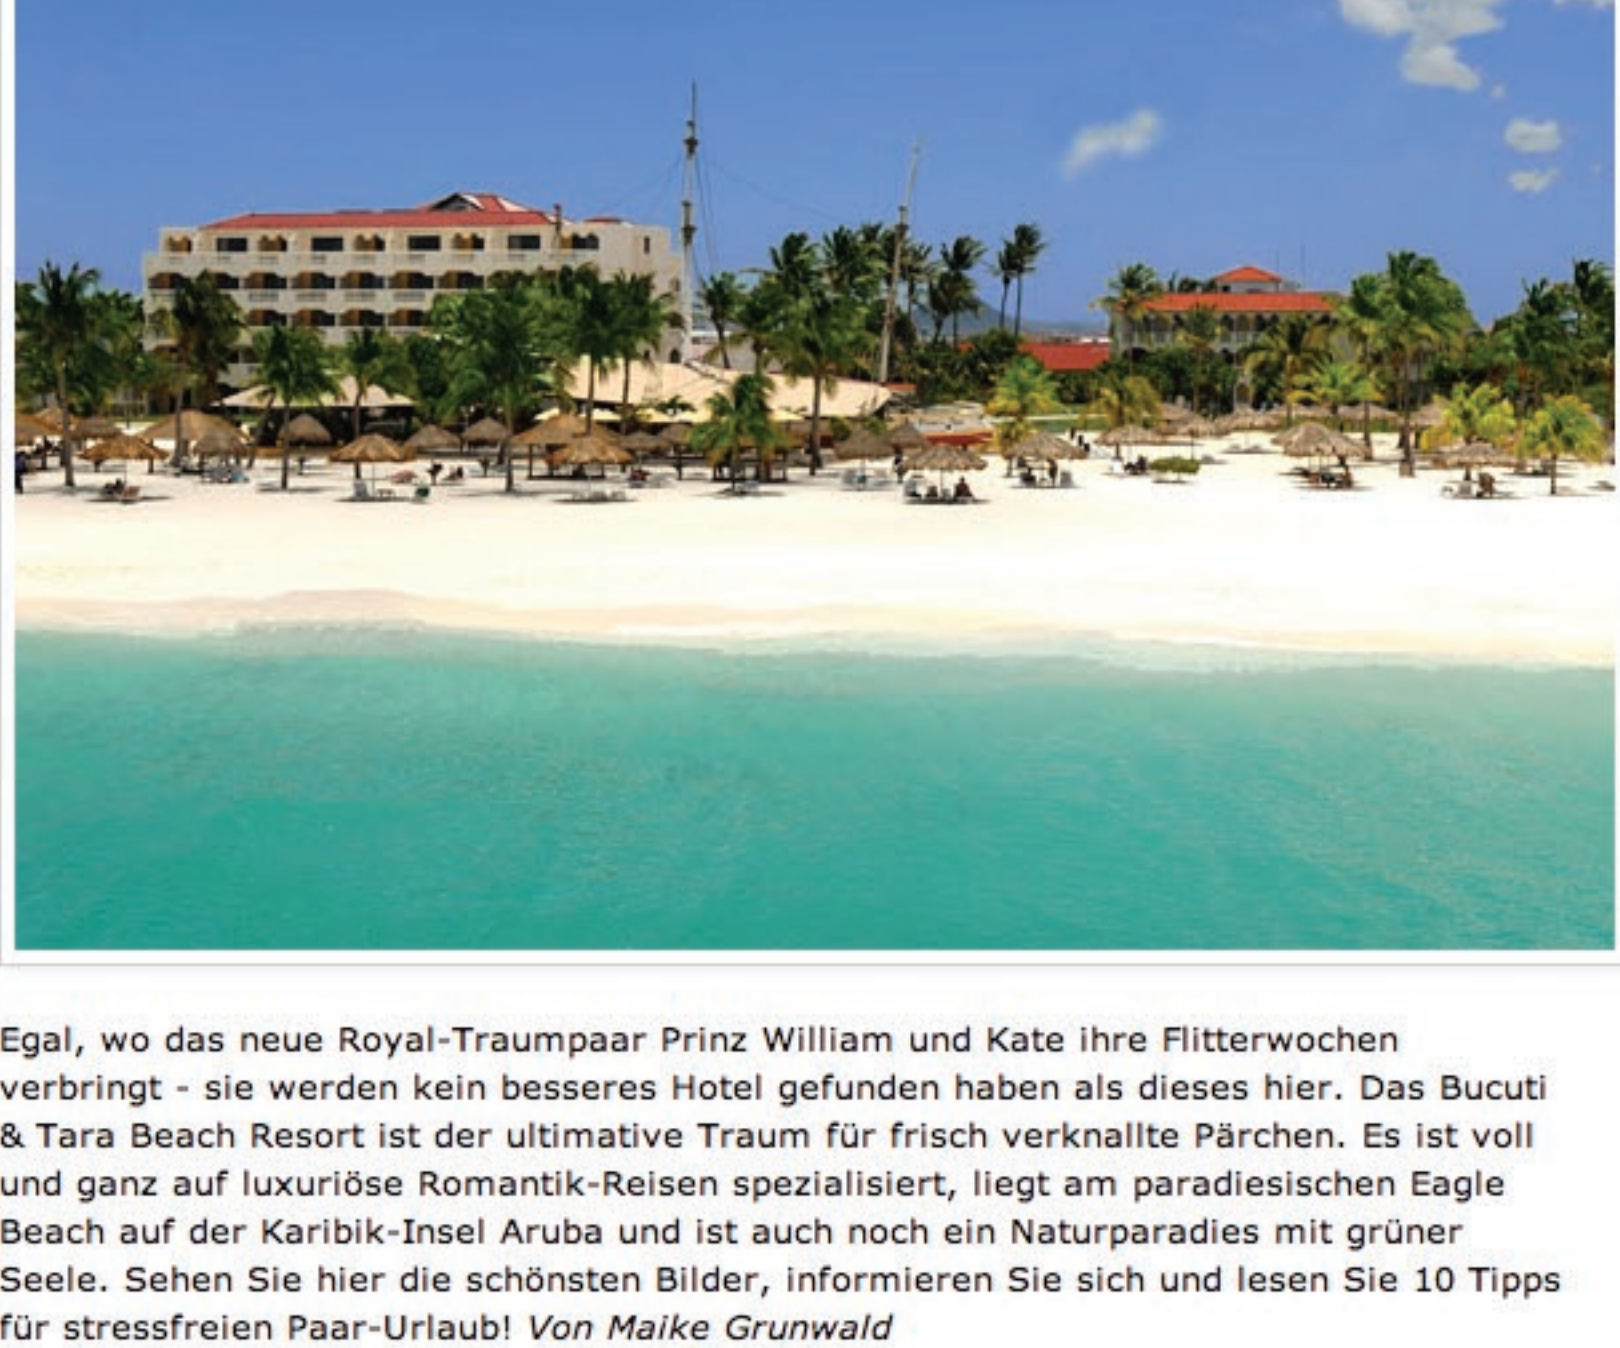 Egal, wo das neue Royal-Traumpaar Prinz William und Kate ihre Flitterwochen
verbringt - sie werden kein besseres Hotel gefunden haben als dieses hier. Das Bucuti
& Tara Beach Resort ist der ultimative Traum für frisch verknallte Pärchen. Es ist voll
und ganz auf luxuriöse Romantik-Reisen spezialisiert, liegt am paradiesischen Eagle
Beach auf der Karibik-Insel Aruba und ist auch noch ein Naturparadies mit grüner
Seele. Sehen Sie hier die schönsten Bilder, informieren Sie sich und lesen Sie 10 Tipps
für stressfreien Paar-Urlaub! Von Maike Grunwald